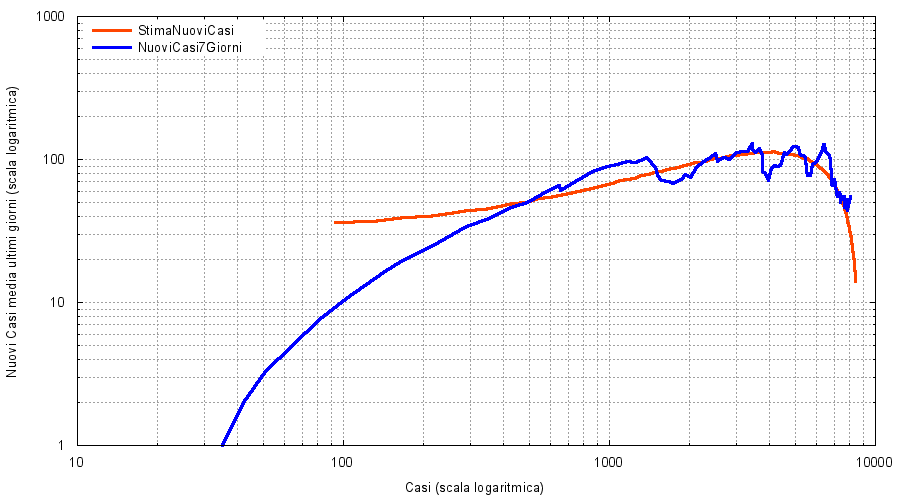 1000
StimaNuoviCasi
NuoviCasi7Giorni
100
10
1
Nuovi Casi media ultimi giorni (scala logaritmica)
10 100 1000 10000
Casi (scala logaritmica)